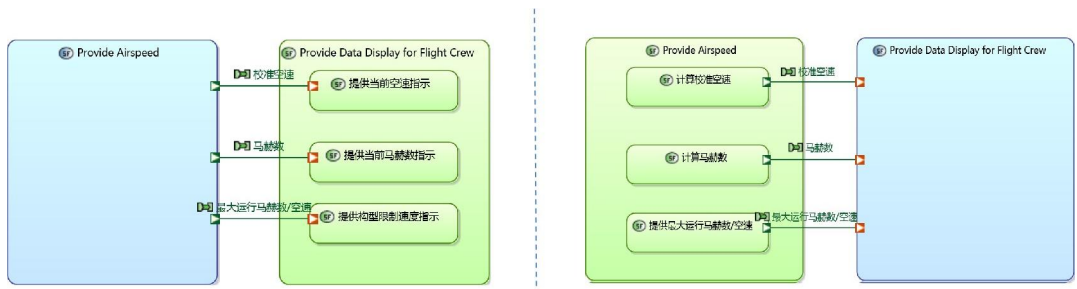 Provide Airspeed
Provide Data Display for Flight Crew
校准空速
提供当前空速指示
马赫数
提供当前马赫数指示
最大运行马赫数/空速
提供构型限制速度指示
Provide Airspeed
Provide Data Display for Flight Crew
计算校准空速
校准空速
计算马赫数
马赫数
提供最大运行马赫数/空速
最大运行马赫数/空速